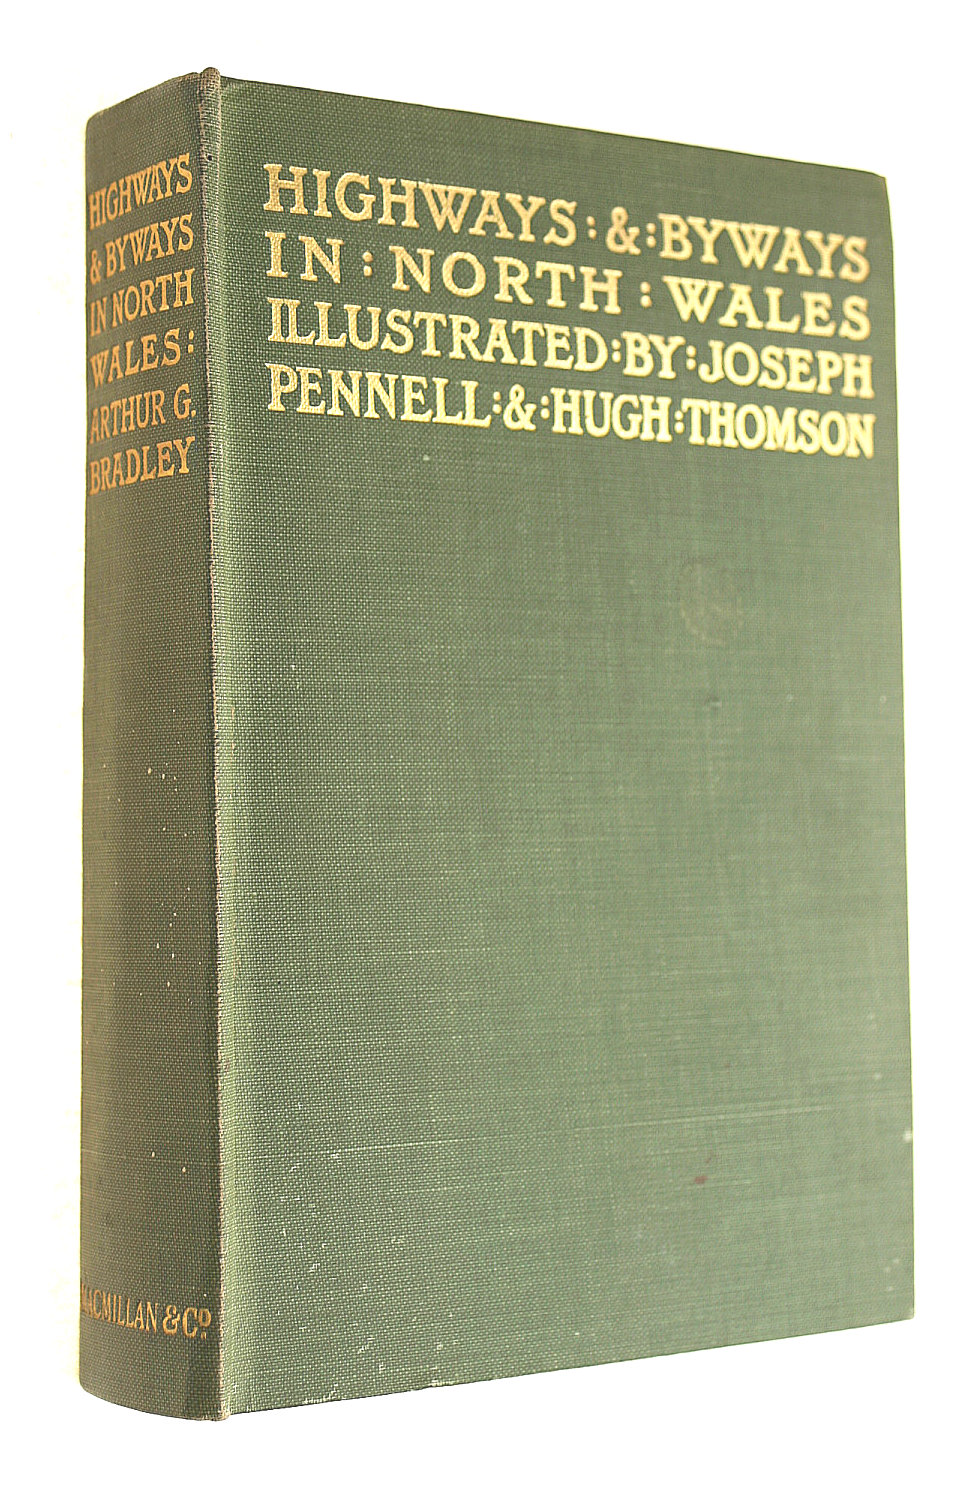 HIGHWAYS
& BYWAYS
IN NORTH
WALES:
ARTHUR G.
BRADLEY
MACMILLAN & Co.
HIGHWAYS:&:BYWAYS
IN:NORTH:WALES
ILLUSTRATED:BY:JOSEPH
PENNELL:&:HUGH:THOMSON